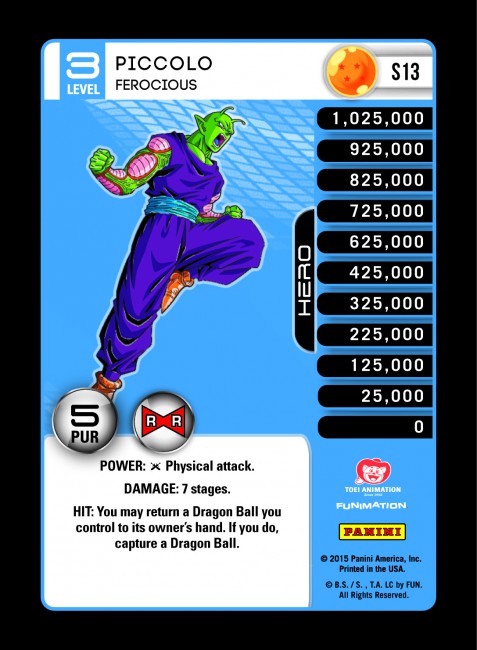 3
LEVEL
PICCOLO
FEROCIOUS
S13
1,025,000
925,000
825,000
725,000
625,000
425,000
325,000
225,000
125,000
25,000
0
HERO
5
PUR
R R
POWER: Physical attack.
DAMAGE: 7 stages.
HIT: You may return a Dragon Ball you
control to its owner's hand. If you do,
capture a Dragon Ball.
TOEI ANIMATION
Since 1956
FUNIMATION
PANINI
© 2015 Panini America, Inc.
Printed in the USA.
© B.S. / S. , T.A. LC by FUN.
All Rights Reserved.